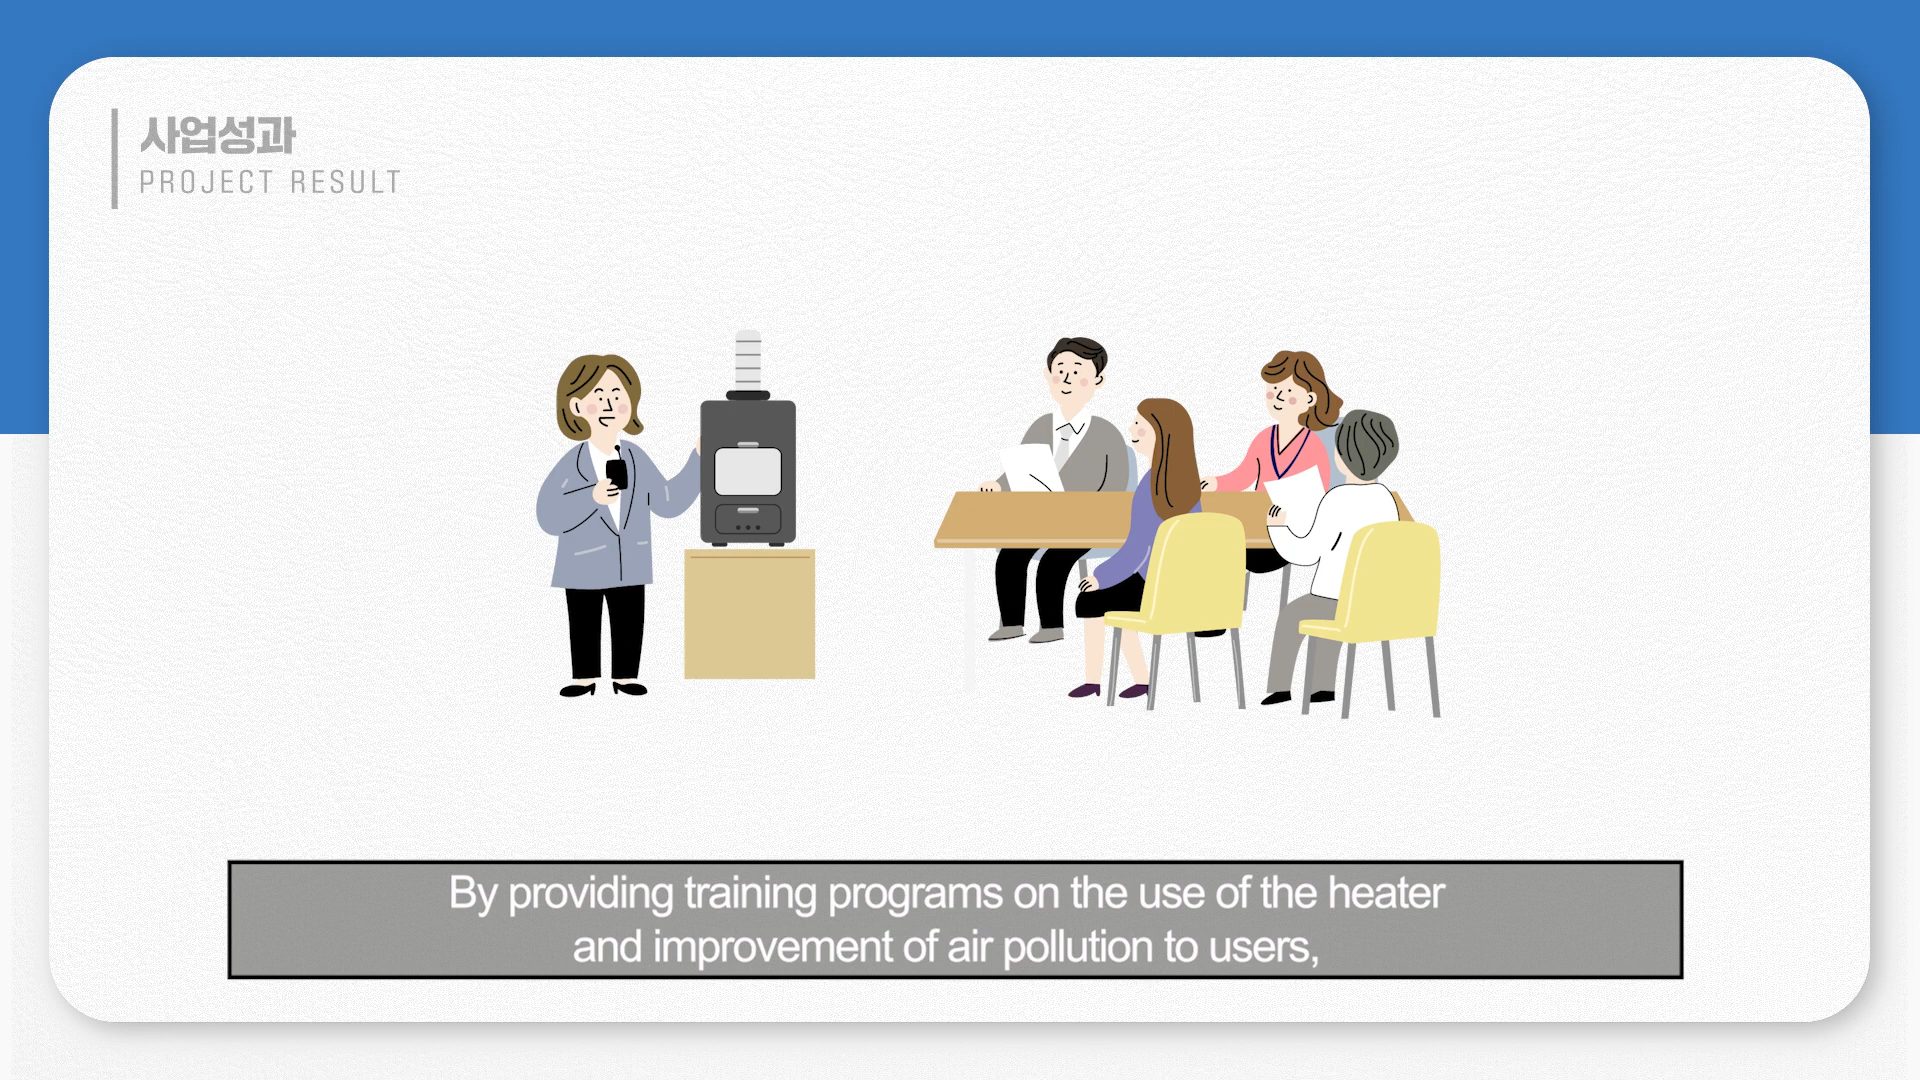 사업성과
PROJECT RESULT
By providing training programs on the use of the heater
and improvement of air pollution to users,